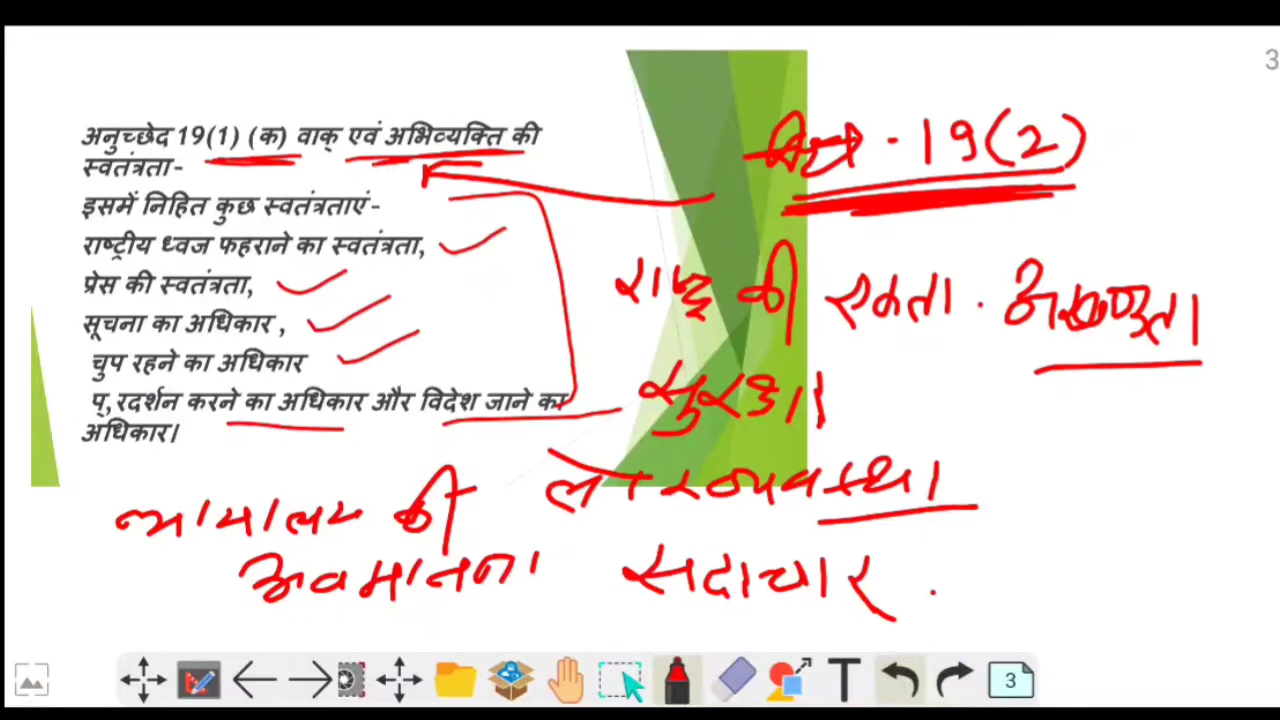 3
अनुच्छेद 19(1) (क) वाक् एवं अभिव्यक्ति की
स्वतंत्रता-
इसमें निहित कुछ स्वतंत्रताएं-
राष्ट्रीय ध्वज फहराने का स्वतंत्रता,
प्रेस की स्वतंत्रता,
सूचना का अधिकार ,
चुप रहने का अधिकार
प्,रदर्शन करने का अधिकार और विदेश जाने का
अधिकार।
19(2)
राष्ट्र की एकता . अखण्डता
सुरक्षा
लोकव्यवस्था
न्यायालय की
अवमानना सदाचार .
T
3